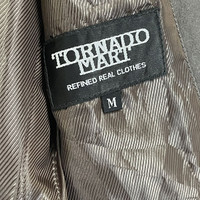 TORNADO
MART
REFINED REAL CLOTHES
M